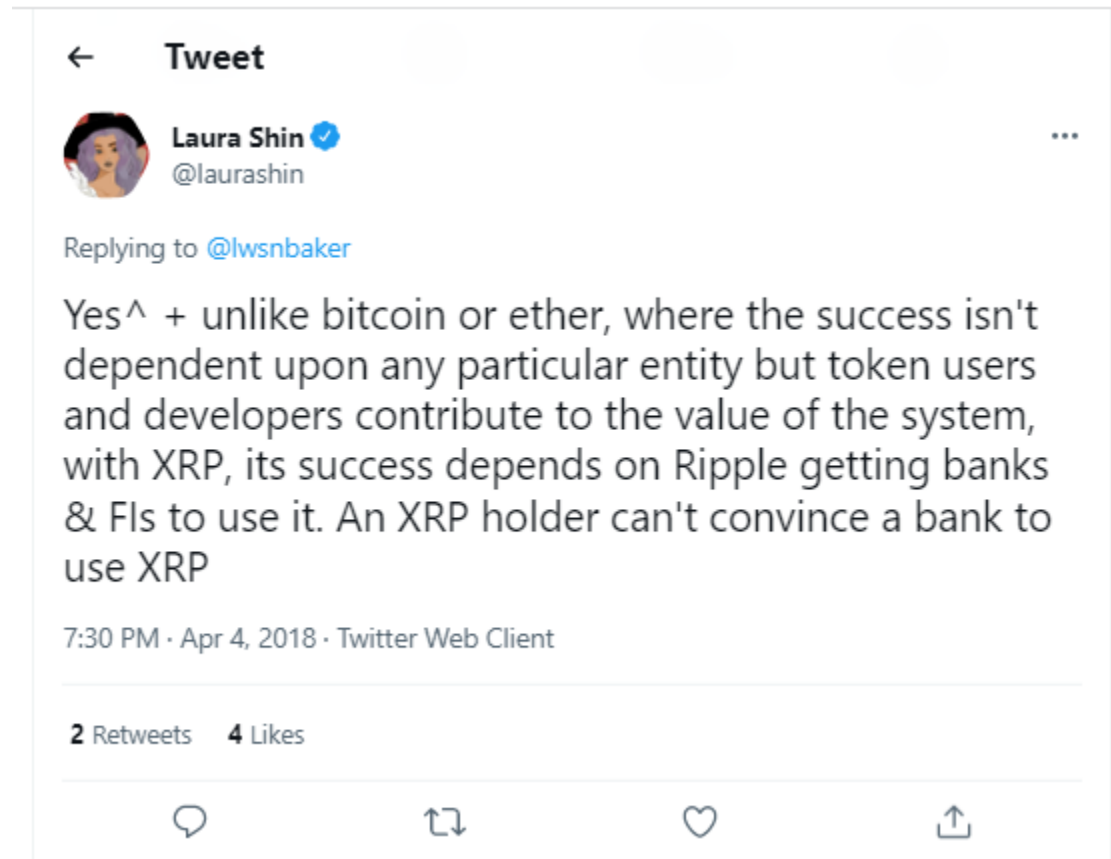 ← Tweet
Laura Shin
@laurashin
Replying to @lwsnbaker
Yes^ + unlike bitcoin or ether, where the success isn't
dependent upon any particular entity but token users
and developers contribute to the value of the system,
with XRP, its success depends on Ripple getting banks
& FIs to use it. An XRP holder can't convince a bank to
use XRP
7:30 PM · Apr 4, 2018 · Twitter Web Client
2 Retweets 4 Likes